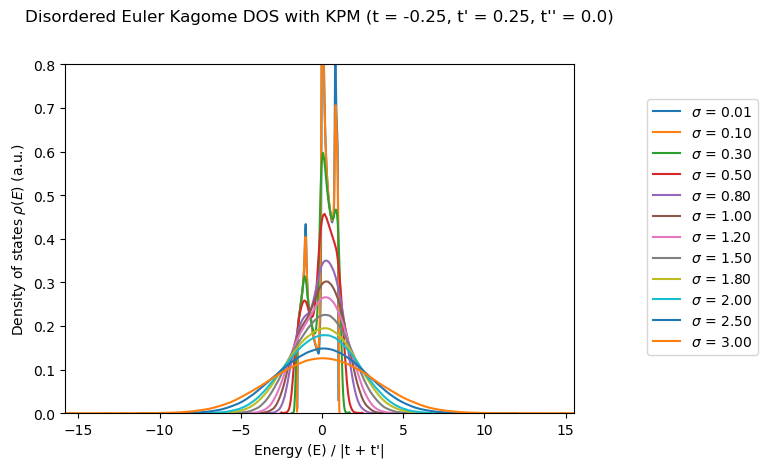 Disordered Euler Kagome DOS with KPM (t = -0.25, t' = 0.25, t'' = 0.0)
Density of states ρ(E) (a.u.)
0.8
0.7
0.6
0.5
0.4
0.3
0.2
0.1
0.0
−15 −10 −5 0 5 10 15
Energy (E) / |t + t'|
σ = 0.01
σ = 0.10
σ = 0.30
σ = 0.50
σ = 0.80
σ = 1.00
σ = 1.20
σ = 1.50
σ = 1.80
σ = 2.00
σ = 2.50
σ = 3.00